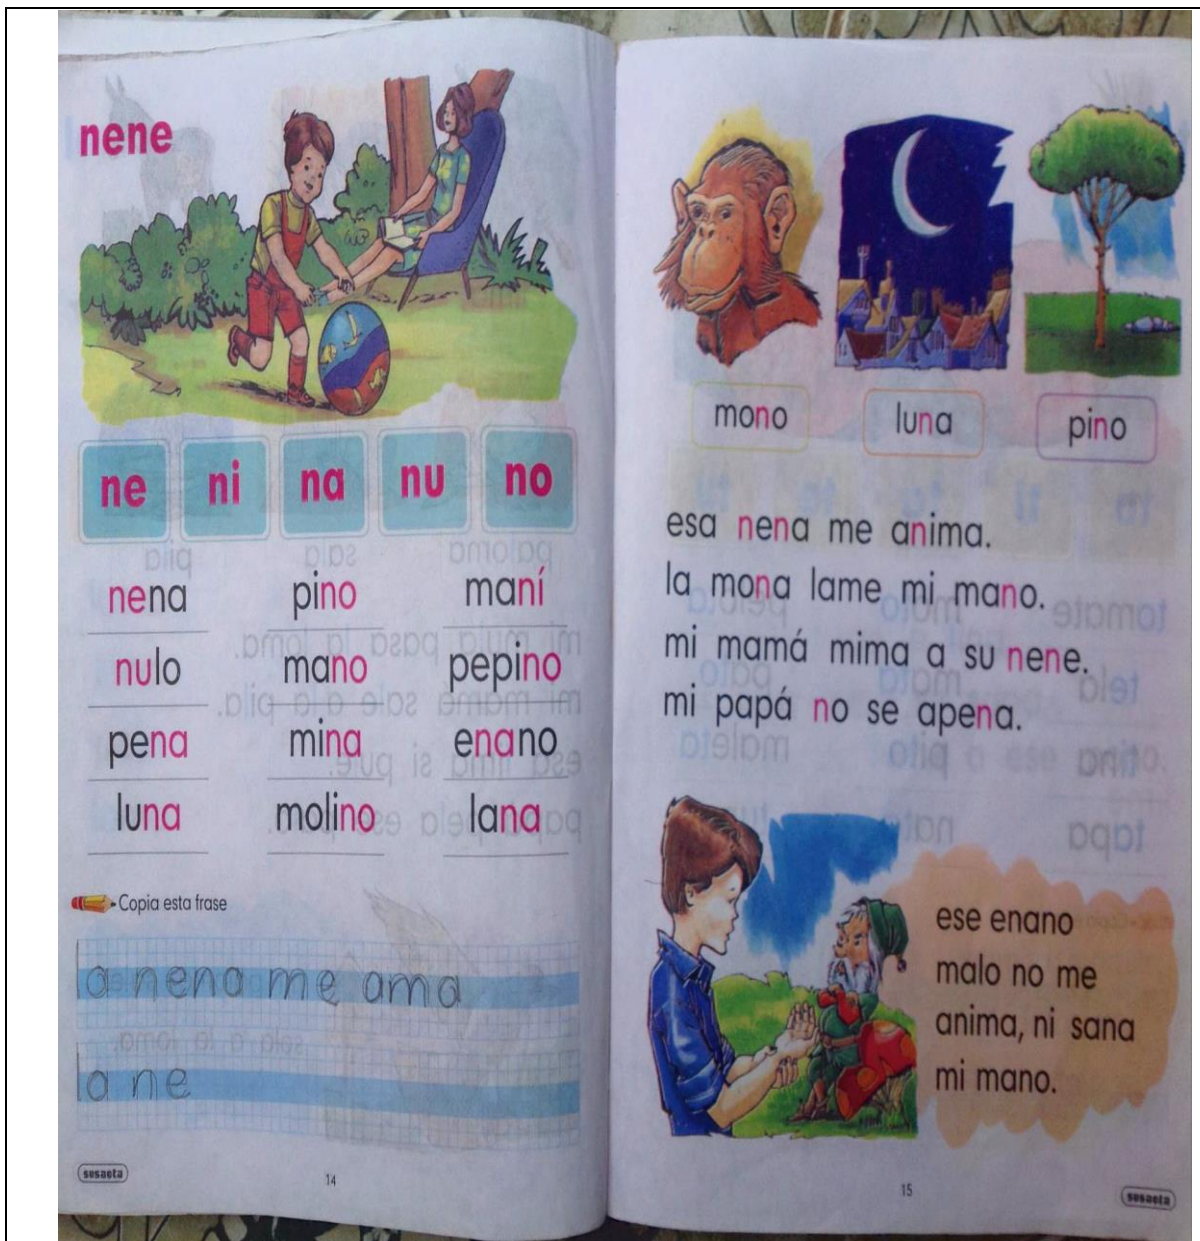 nene
ne ni na nu no
nena pino maní
nulo mano pepino
pena mina enano
luna molino lana
Copia esta frase
la nena me ama
la ne
susaeta
14
mono luna pino
esa nena me anima.
la mona lame mi mano.
mi mamá mima a su nene.
mi papá no se apena.
ese enano
malo no me
anima, ni sana
mi mano.
15
susaeta